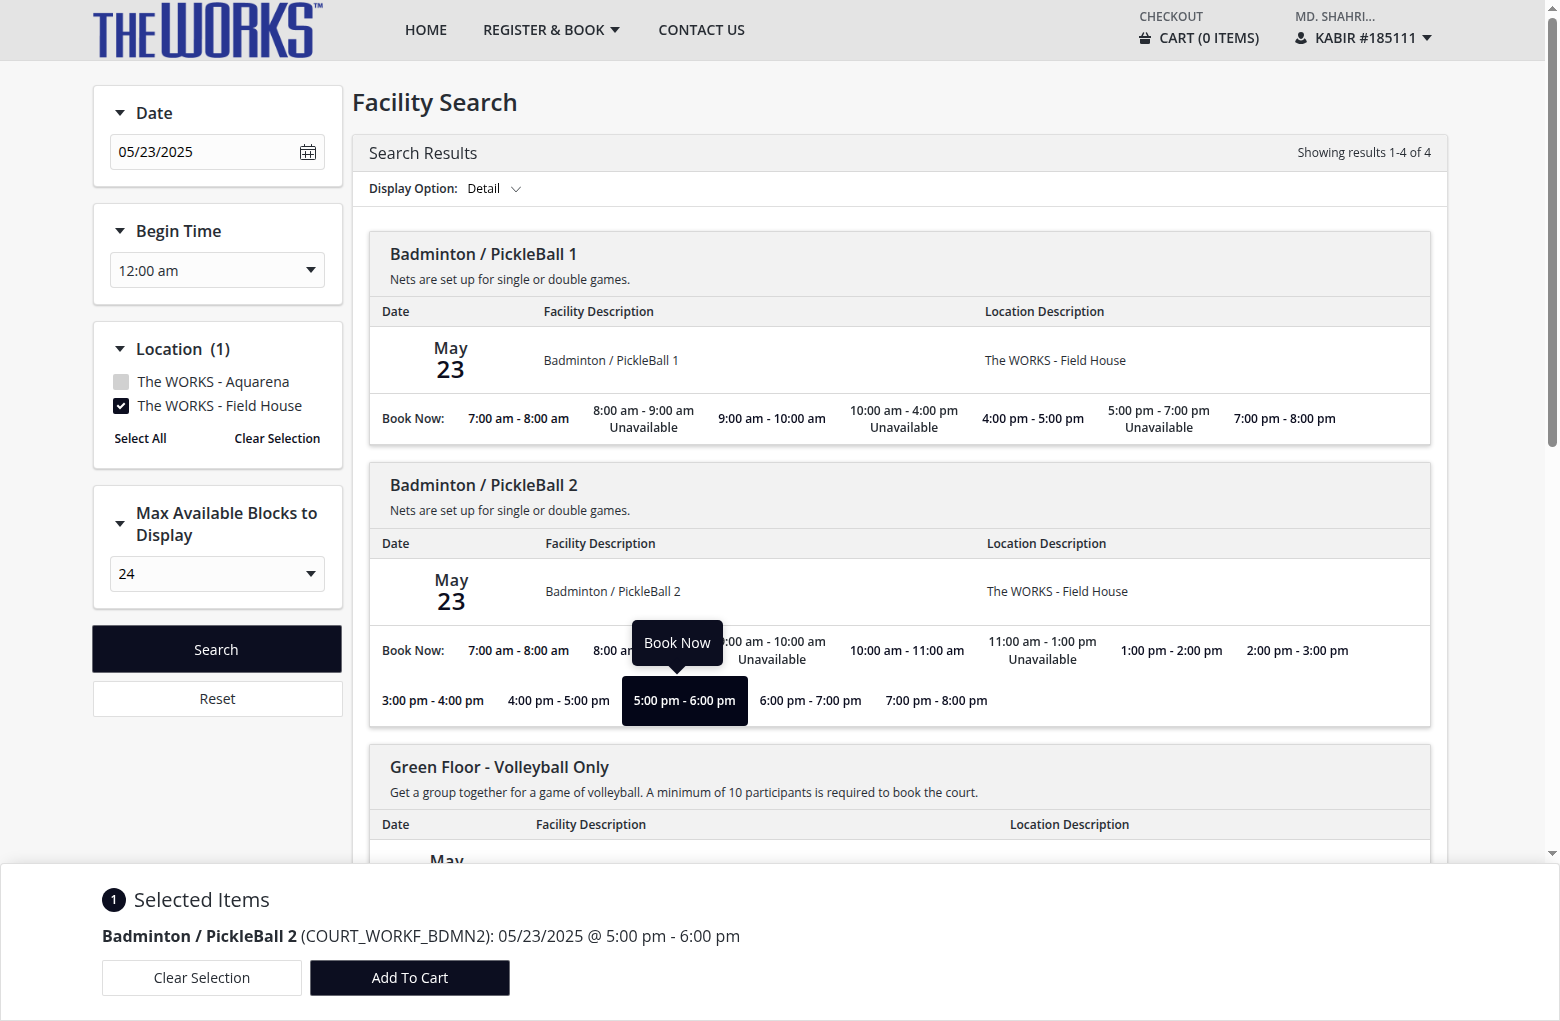 THE WORKS™
HOME
REGISTER & BOOK
CONTACT US
CHECKOUT
CART (0 ITEMS)
MD. SHAHRI...
KABIR #185111
Date
05/23/2025
Begin Time
12:00 am
Location (1)
The WORKS - Aquarena
The WORKS - Field House
Select All Clear Selection
Max Available Blocks to
Display
24
Search
Reset
Facility Search
Search Results Showing results 1-4 of 4
Display Option: Detail
Badminton / PickleBall 1
Nets are set up for single or double games.
Date Facility Description Location Description
May
23
Badminton / PickleBall 1 The WORKS - Field House
Book Now:
7:00 am - 8:00 am
8:00 am - 9:00 am
Unavailable
9:00 am - 10:00 am
10:00 am - 4:00 pm
Unavailable
4:00 pm - 5:00 pm
5:00 pm - 7:00 pm
Unavailable
7:00 pm - 8:00 pm
Badminton / PickleBall 2
Nets are set up for single or double games.
Date Facility Description Location Description
May
23
Badminton / PickleBall 2 The WORKS - Field House
Book Now:
7:00 am - 8:00 am
8:00
Book Now
:00 am - 10:00 am
Unavailable
10:00 am - 11:00 am
11:00 am - 1:00 pm
Unavailable
1:00 pm - 2:00 pm
2:00 pm - 3:00 pm
3:00 pm - 4:00 pm
4:00 pm - 5:00 pm
5:00 pm - 6:00 pm
6:00 pm - 7:00 pm
7:00 pm - 8:00 pm
Green Floor - Volleyball Only
Get a group together for a game of volleyball. A minimum of 10 participants is required to book the court.
Date Facility Description Location Description
May
1 Selected Items
Badminton / PickleBall 2 (COURT_WORKF_BDMN2): 05/23/2025 @ 5:00 pm - 6:00 pm
Clear Selection
Add To Cart